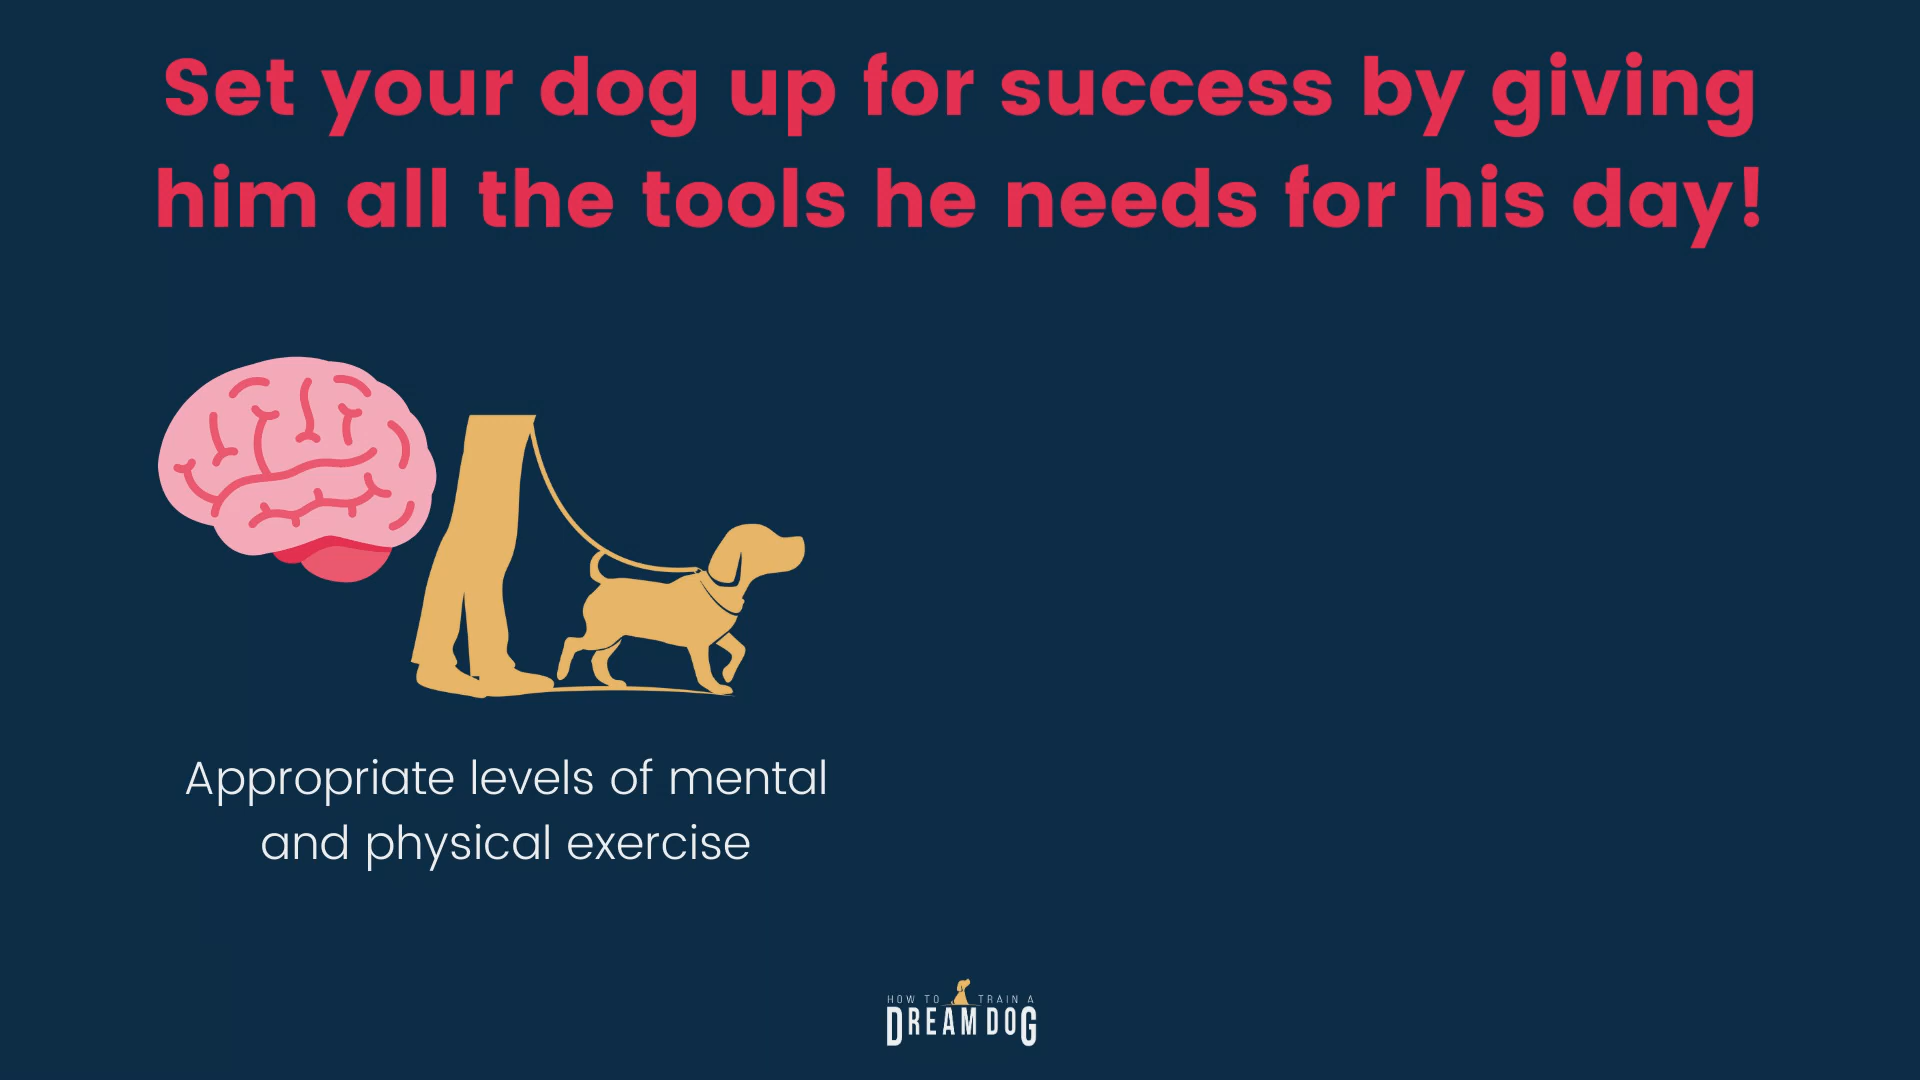 Set your dog up for success by giving
him all the tools he needs for his day!
Appropriate levels of mental
and physical exercise
HOW TO TRAIN A
DREAM DOG